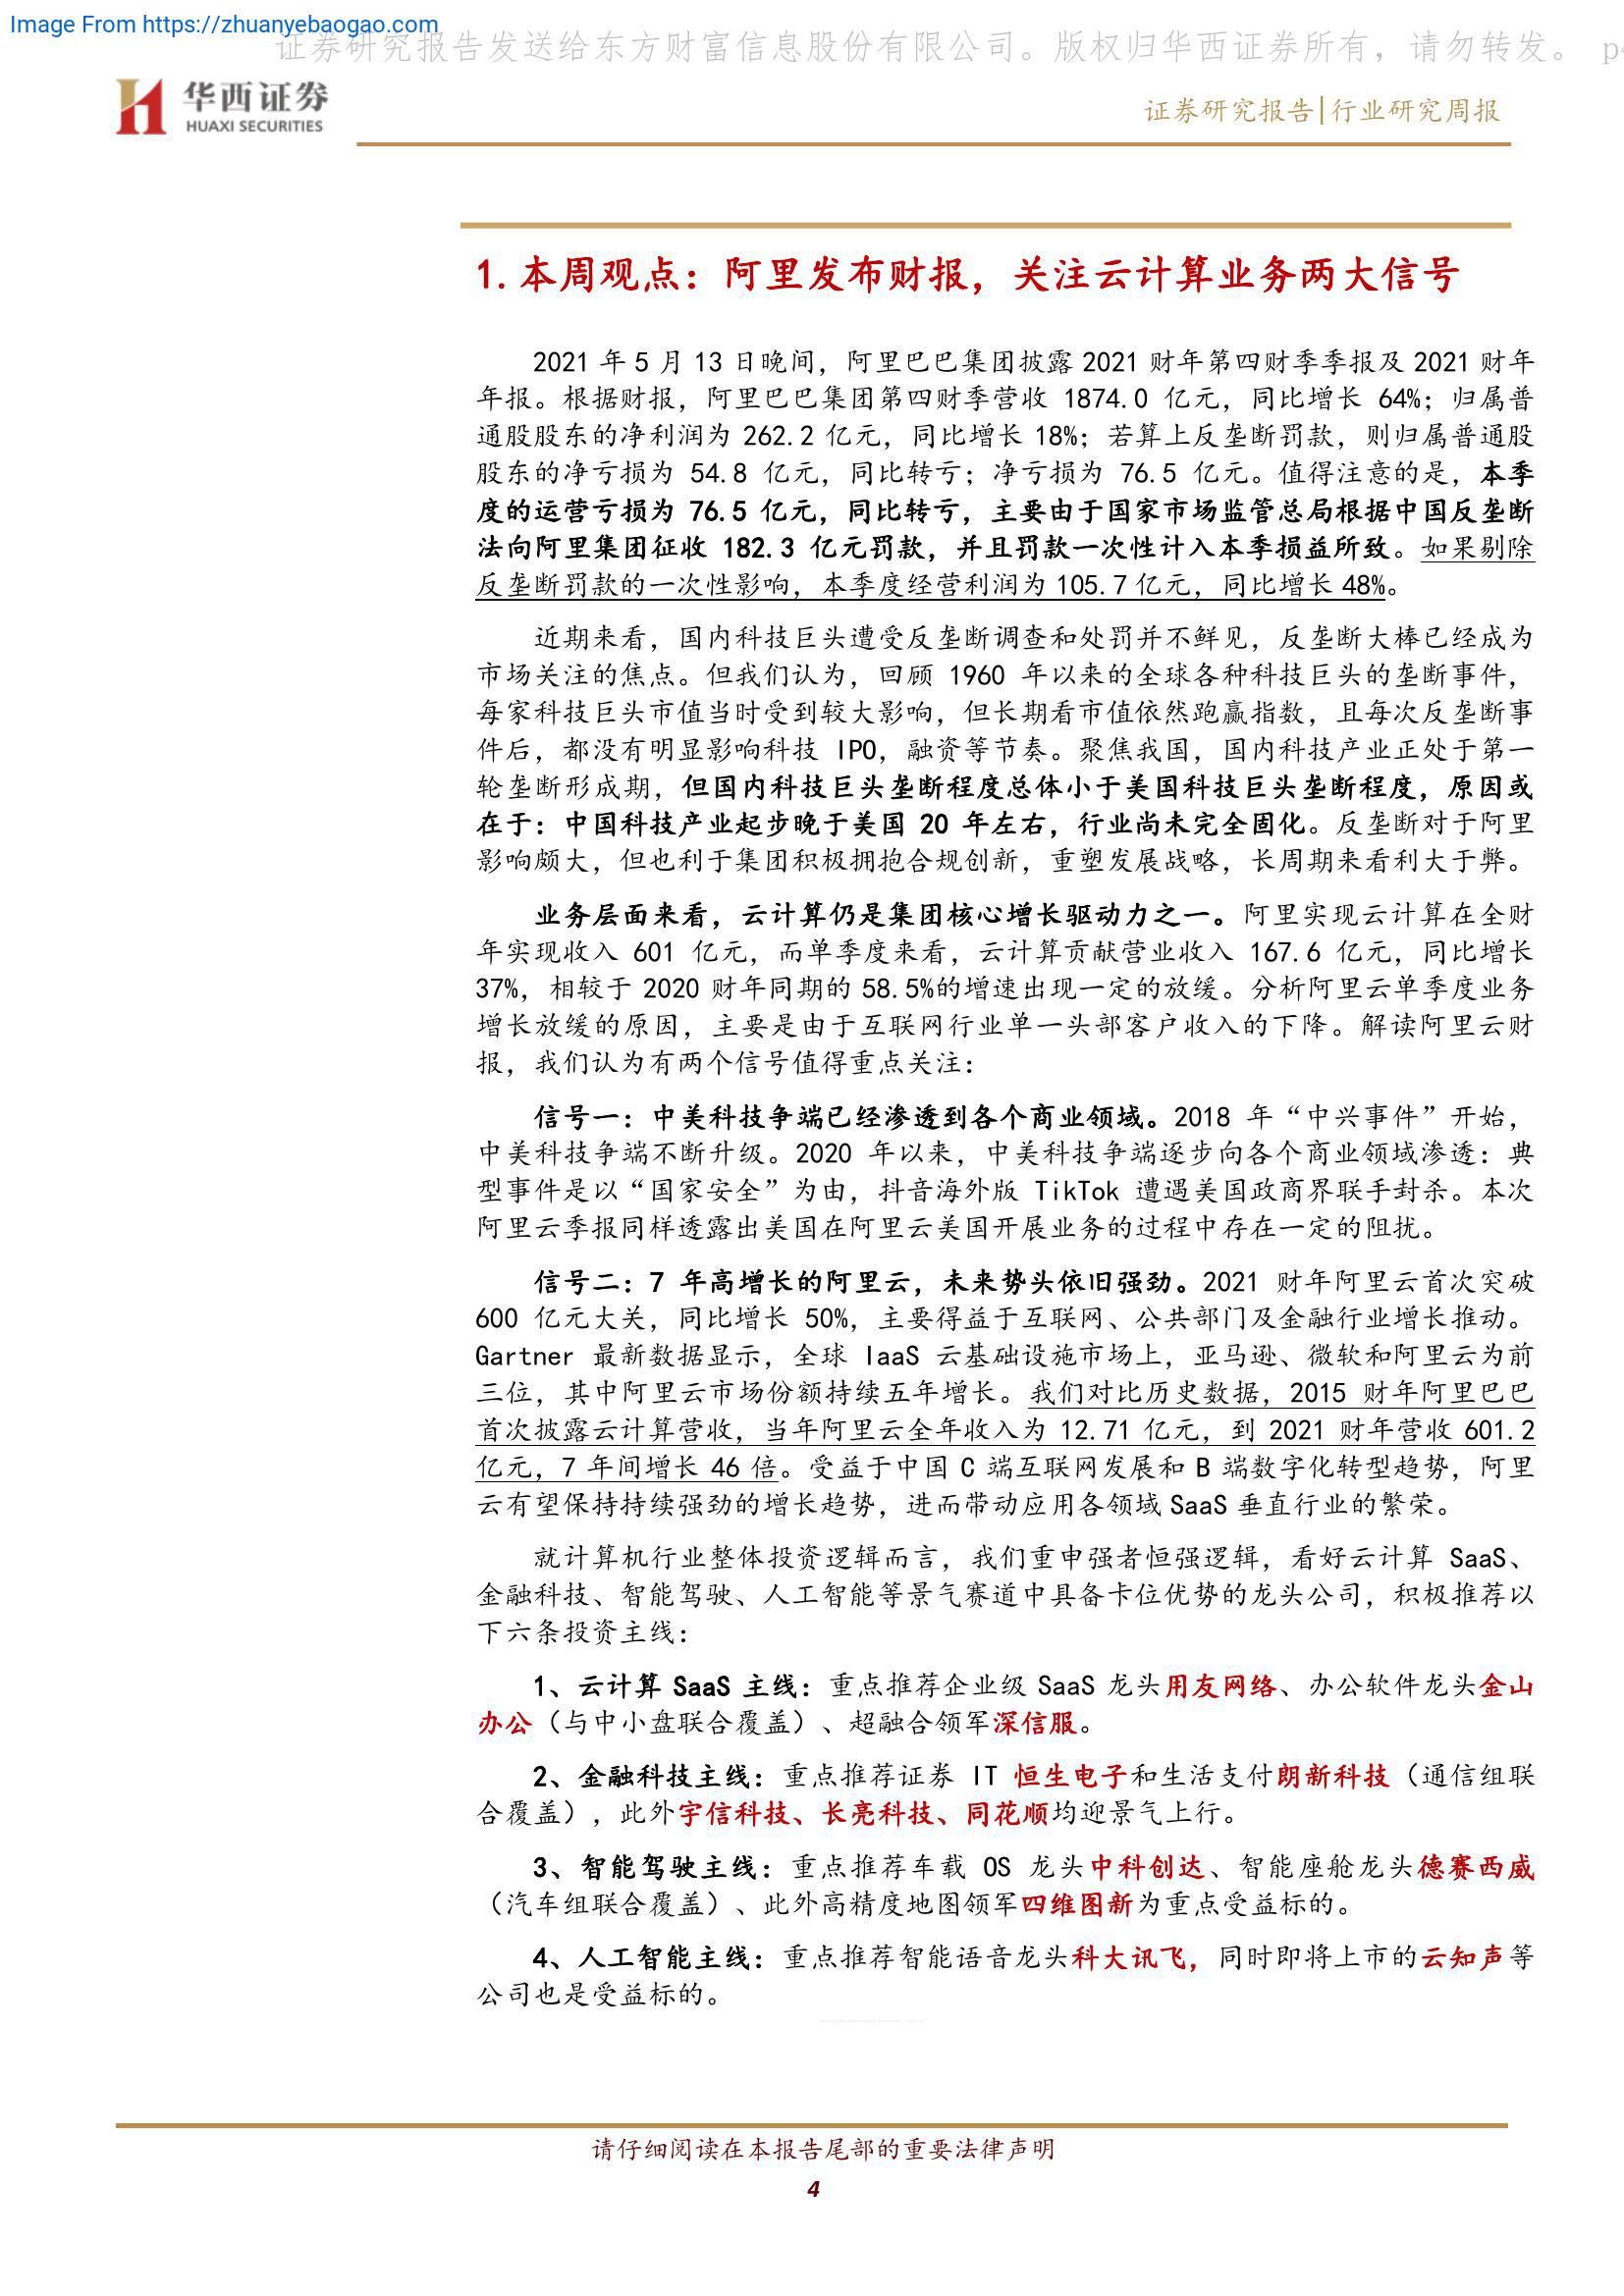 Image From https://zhuanyebaogao.com
证券研究报告发送给东方财富信息股份有限公司。版权归华西证券所有，请勿转发。 p4
华西证券
HUAXI SECURITIES
证券研究报告|行业研究周报
1.本周观点：阿里发布财报，关注云计算业务两大信号
2021 年 5 月 13 日晚间，阿里巴巴集团披露 2021 财年第四财季季报及 2021 财年
年报。根据财报，阿里巴巴集团第四财季营收 1874.0 亿元，同比增长 64%；归属普
通股股东的净利润为 262.2 亿元，同比增长 18%；若算上反垄断罚款，则归属普通股
股东的净亏损为 54.8 亿元，同比转亏；净亏损为 76.5 亿元。值得注意的是，本季
度的运营亏损为 76.5 亿元，同比转亏，主要由于国家市场监管总局根据中国反垄断
法向阿里集团征收 182.3 亿元罚款，并且罚款一次性计入本季损益所致。如果剔除
反垄断罚款的一次性影响，本季度经营利润为 105.7 亿元，同比增长 48%。
近期来看，国内科技巨头遭受反垄断调查和处罚并不鲜见，反垄断大棒已经成为
市场关注的焦点。但我们认为，回顾 1960 年以来的全球各种科技巨头的垄断事件，
每家科技巨头市值当时受到较大影响，但长期看市值依然跑赢指数，且每次反垄断事
件后，都没有明显影响科技 IPO，融资等节奏。聚焦我国，国内科技产业正处于第一
轮垄断形成期，但国内科技巨头垄断程度总体小于美国科技巨头垄断程度，原因或
在于：中国科技产业起步晚于美国 20 年左右，行业尚未完全固化。反垄断对于阿里
影响颇大，但也利于集团积极拥抱合规创新，重塑发展战略，长周期来看利大于弊。
业务层面来看，云计算仍是集团核心增长驱动力之一。阿里实现云计算在全财
年实现收入 601 亿元，而单季度来看，云计算贡献营业收入 167.6 亿元，同比增长
37%，相较于 2020 财年同期的 58.5%的增速出现一定的放缓。分析阿里云单季度业务
增长放缓的原因，主要是由于互联网行业单一头部客户收入的下降。解读阿里云财
报，我们认为有两个信号值得重点关注：
信号一：中美科技争端已经渗透到各个商业领域。2018 年“中兴事件”开始，
中美科技争端不断升级。2020 年以来，中美科技争端逐步向各个商业领域渗透：典
型事件是以“国家安全”为由，抖音海外版 TikTok 遭遇美国政商界联手封杀。本次
阿里云季报同样透露出美国在阿里云美国开展业务的过程中存在一定的阻扰。
信号二：7 年高增长的阿里云，未来势头依旧强劲。2021 财年阿里云首次突破
600 亿元大关，同比增长 50%，主要得益于互联网、公共部门及金融行业增长推动。
Gartner 最新数据显示，全球 IaaS 云基础设施市场上，亚马逊、微软和阿里云为前
三位，其中阿里云市场份额持续五年增长。我们对比历史数据，2015 财年阿里巴巴
首次披露云计算营收，当年阿里云全年收入为 12.71 亿元，到 2021 财年营收 601.2
亿元，7 年间增长 46 倍。受益于中国 C 端互联网发展和 B 端数字化转型趋势，阿里
云有望保持持续强劲的增长趋势，进而带动应用各领域 SaaS 垂直行业的繁荣。
就计算机行业整体投资逻辑而言，我们重申强者恒强逻辑，看好云计算 SaaS、
金融科技、智能驾驶、人工智能等景气赛道中具备卡位优势的龙头公司，积极推荐以
下六条投资主线：
1、云计算 SaaS 主线：重点推荐企业级 SaaS 龙头用友网络、办公软件龙头金山
办公（与中小盘联合覆盖）、超融合领军深信服。
2、金融科技主线：重点推荐证券 IT 恒生电子和生活支付朗新科技（通信组联
合覆盖），此外宇信科技、长亮科技、同花顺均迎景气上行。
3、智能驾驶主线：重点推荐车载 OS 龙头中科创达、智能座舱龙头德赛西威
（汽车组联合覆盖）、此外高精度地图领军四维图新为重点受益标的。
4、人工智能主线：重点推荐智能语音龙头科大讯飞，同时即将上市的云知声等
公司也是受益标的。
请仔细阅读在本报告尾部的重要法律声明
4